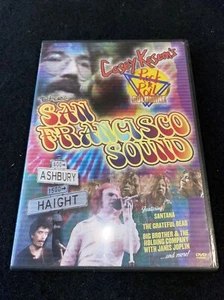 Casey Kasem's
Rock n' Roll
SAN
FRANCISCO
SOUND
ASHBURY
HAIGHT
Featuring:
SANTANA
THE GRATEFUL DEAD
BIG BROTHER & THE
HOLDING COMPANY
WITH JANIS JOPLIN
...and more!
DVD